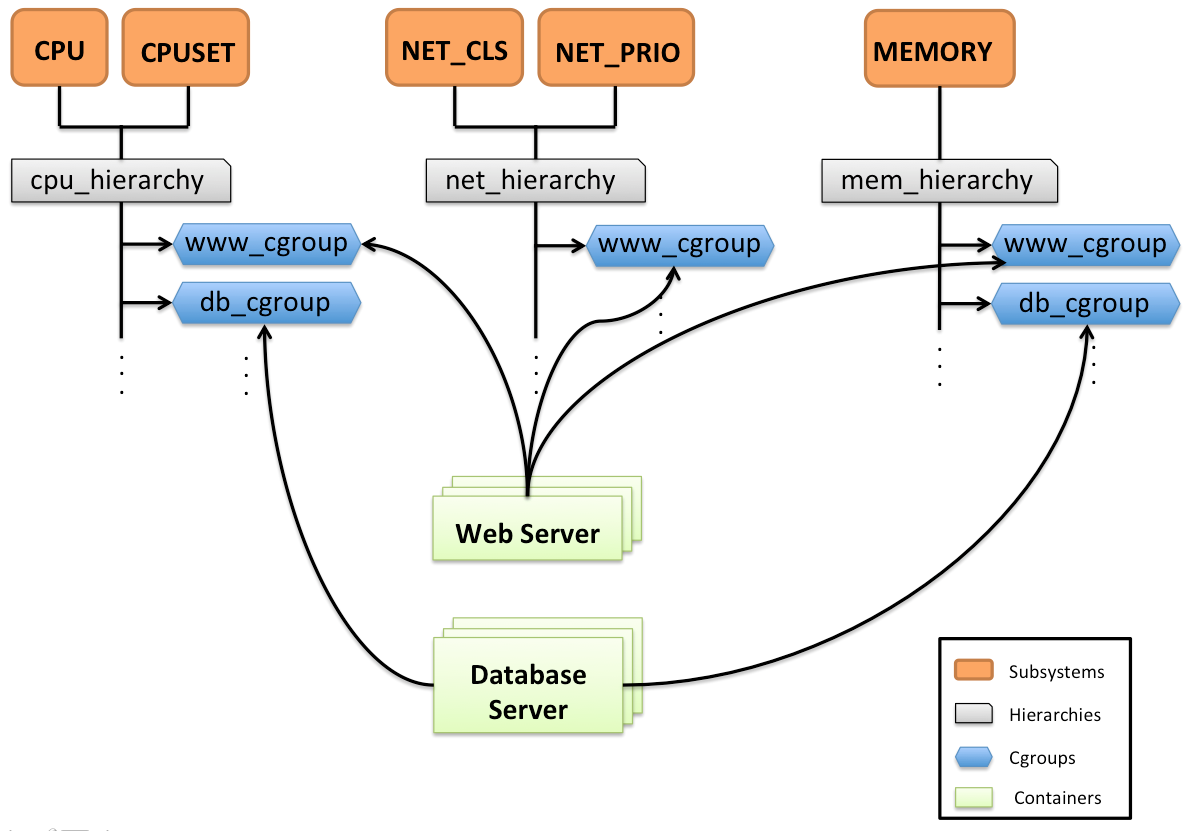 CPU
CPUSET
NET_CLS
NET_PRIO
MEMORY
cpu_hierarchy
net_hierarchy
mem_hierarchy
www_cgroup
www_cgroup
www_cgroup
db_cgroup
db_cgroup
Web Server
Database
Server
Subsystems
Hierarchies
Cgroups
Containers